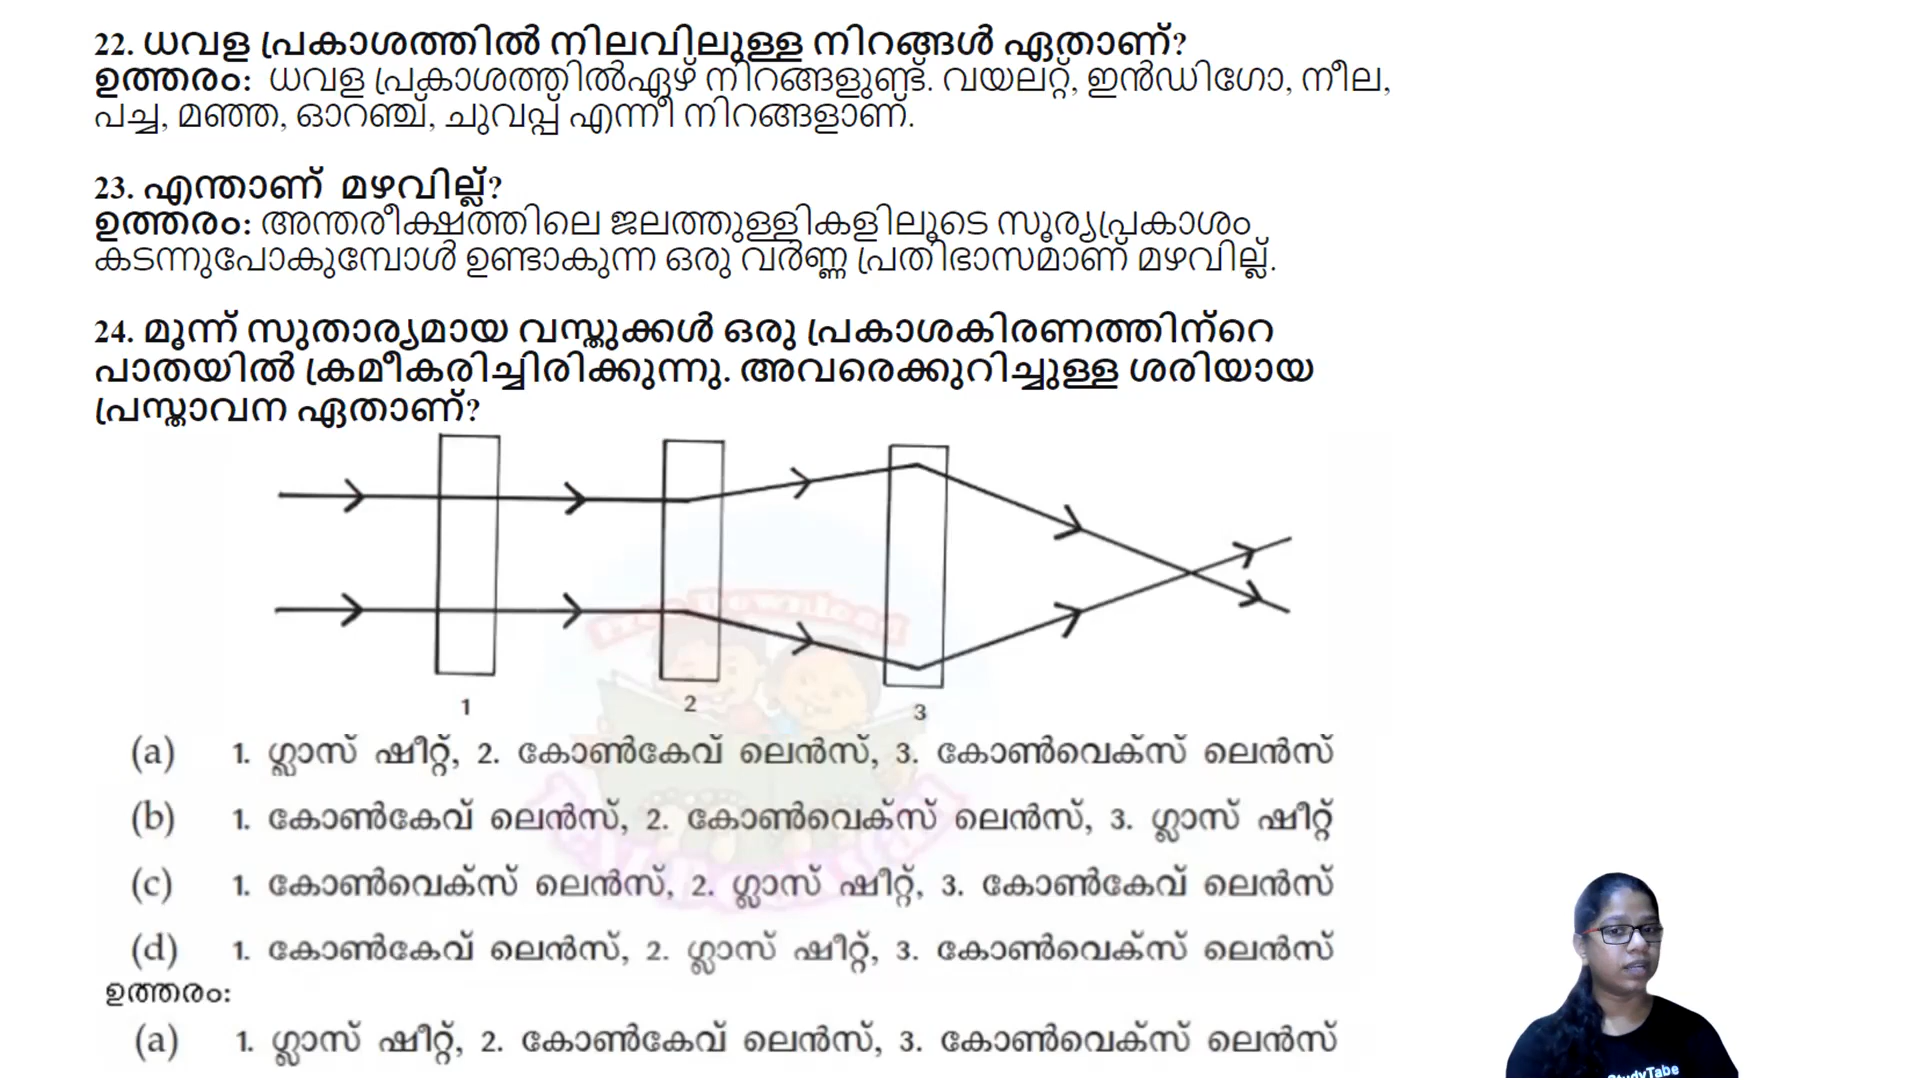 22. ധവള പ്രകാശത്തിൽ നിലവിലുള്ള നിറങ്ങൾ ഏതാണ്?
ഉത്തരം: ധവള പ്രകാശത്തിൽഏഴ് നിറങ്ങളുണ്ട്. വയലറ്റ്, ഇൻഡിഗോ, നീല,
പച്ച, മഞ്ഞ, ഓറഞ്ച്, ചുവപ്പ് എന്നീ നിറങ്ങളാണ്.
23. എന്താണ് മഴവില്ല്?
ഉത്തരം: അന്തരീക്ഷത്തിലെ ജലത്തുള്ളികളിലൂടെ സൂര്യപ്രകാശം
കടന്നുപോകുമ്പോൾ ഉണ്ടാകുന്ന ഒരു വർണ്ണ പ്രതിഭാസമാണ് മഴവില്ല്.
24. മൂന്ന് സുതാര്യമായ വസ്തുക്കൾ ഒരു പ്രകാശകിരണത്തിന്റെ
പാതയിൽ ക്രമീകരിച്ചിരിക്കുന്നു. അവരെക്കുറിച്ചുള്ള ശരിയായ
പ്രസ്താവന ഏതാണ്?
1
2
3
(a) 1. ഗ്ലാസ് ഷീറ്റ്, 2. കോൺകേവ് ലെൻസ്, 3. കോൺവെക്സ് ലെൻസ്
(b) 1. കോൺകേവ് ലെൻസ്, 2. കോൺവെക്സ് ലെൻസ്, 3. ഗ്ലാസ് ഷീറ്റ്
(c) 1. കോൺവെക്സ് ലെൻസ്, 2. ഗ്ലാസ് ഷീറ്റ്, 3. കോൺകേവ് ലെൻസ്
(d) 1. കോൺകേവ് ലെൻസ്, 2. ഗ്ലാസ് ഷീറ്റ്, 3. കോൺവെക്സ് ലെൻസ്
ഉത്തരം:
(a) 1. ഗ്ലാസ് ഷീറ്റ്, 2. കോൺകേവ് ലെൻസ്, 3. കോൺവെക്സ് ലെൻസ്
StudyTabe